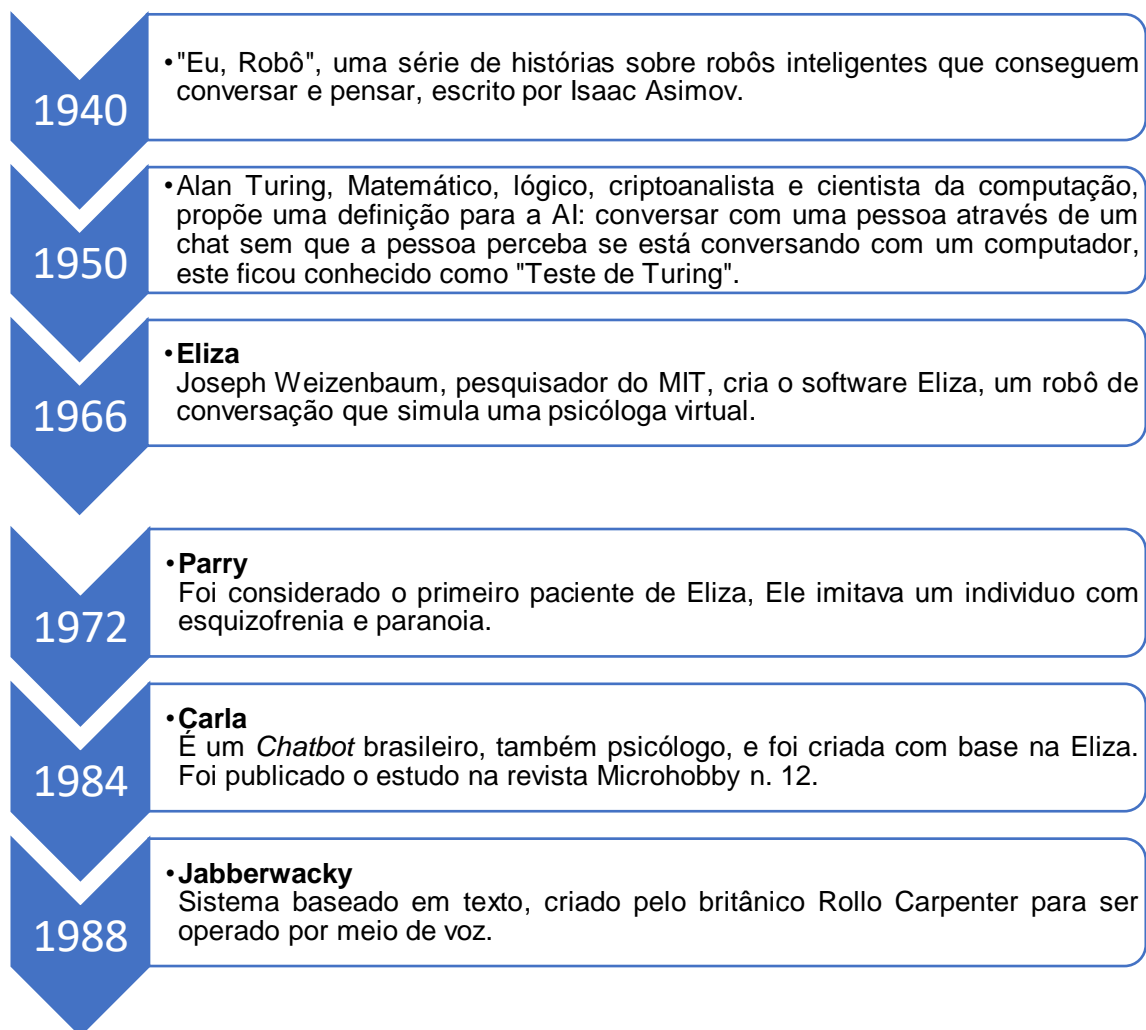 1940
•"Eu, Robô", uma série de histórias sobre robôs inteligentes que conseguem
conversar e pensar, escrito por Isaac Asimov.
1950
•Alan Turing, Matemático, lógico, criptoanalista e cientista da computação,
propõe uma definição para a AI: conversar com uma pessoa através de um
chat sem que a pessoa perceba se está conversando com um computador,
este ficou conhecido como "Teste de Turing".
1966
•Eliza
Joseph Weizenbaum, pesquisador do MIT, cria o software Eliza, um robô de
conversação que simula uma psicóloga virtual.
1972
•Parry
Foi considerado o primeiro paciente de Eliza, Ele imitava um individuo com
esquizofrenia e paranoia.
1984
•Carla
É um Chatbot brasileiro, também psicólogo, e foi criada com base na Eliza.
Foi publicado o estudo na revista Microhobby n. 12.
1988
•Jabberwacky
Sistema baseado em texto, criado pelo britânico Rollo Carpenter para ser
operado por meio de voz.